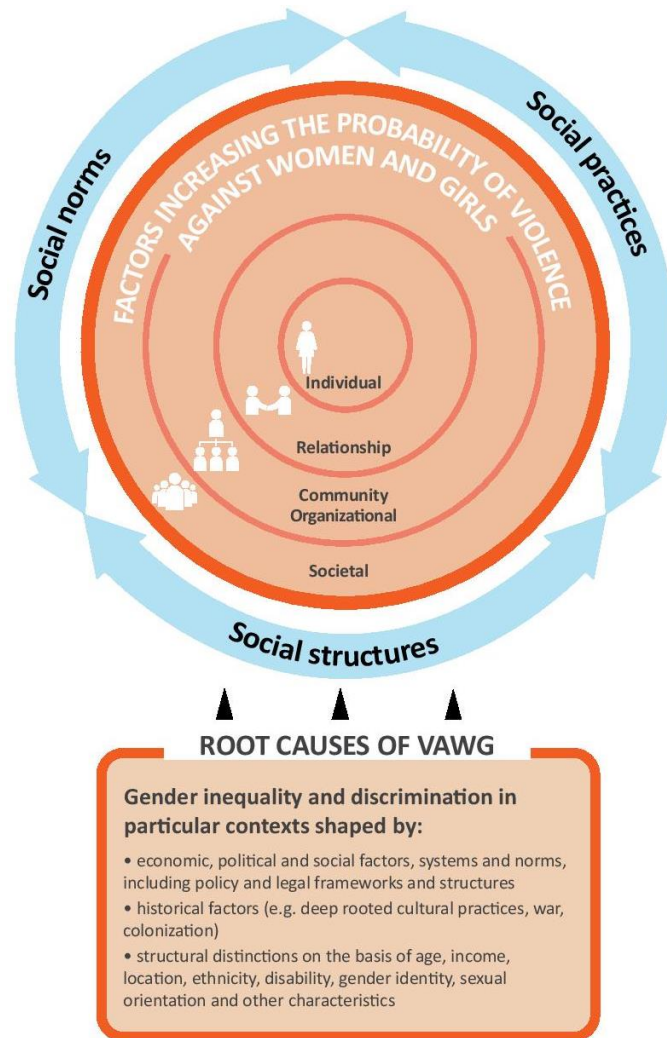 Social norms
Social practices
FACTORS INCREASING THE PROBABILITY OF VIOLENCE
AGAINST WOMEN AND GIRLS
Individual
Relationship
Community
Organizational
Societal
Social structures
ROOT CAUSES OF VAWG
Gender inequality and discrimination in
particular contexts shaped by:
• economic, political and social factors, systems and norms,
including policy and legal frameworks and structures
• historical factors (e.g. deep rooted cultural practices, war,
colonization)
• structural distinctions on the basis of age, income,
location, ethnicity, disability, gender identity, sexual
orientation and other characteristics